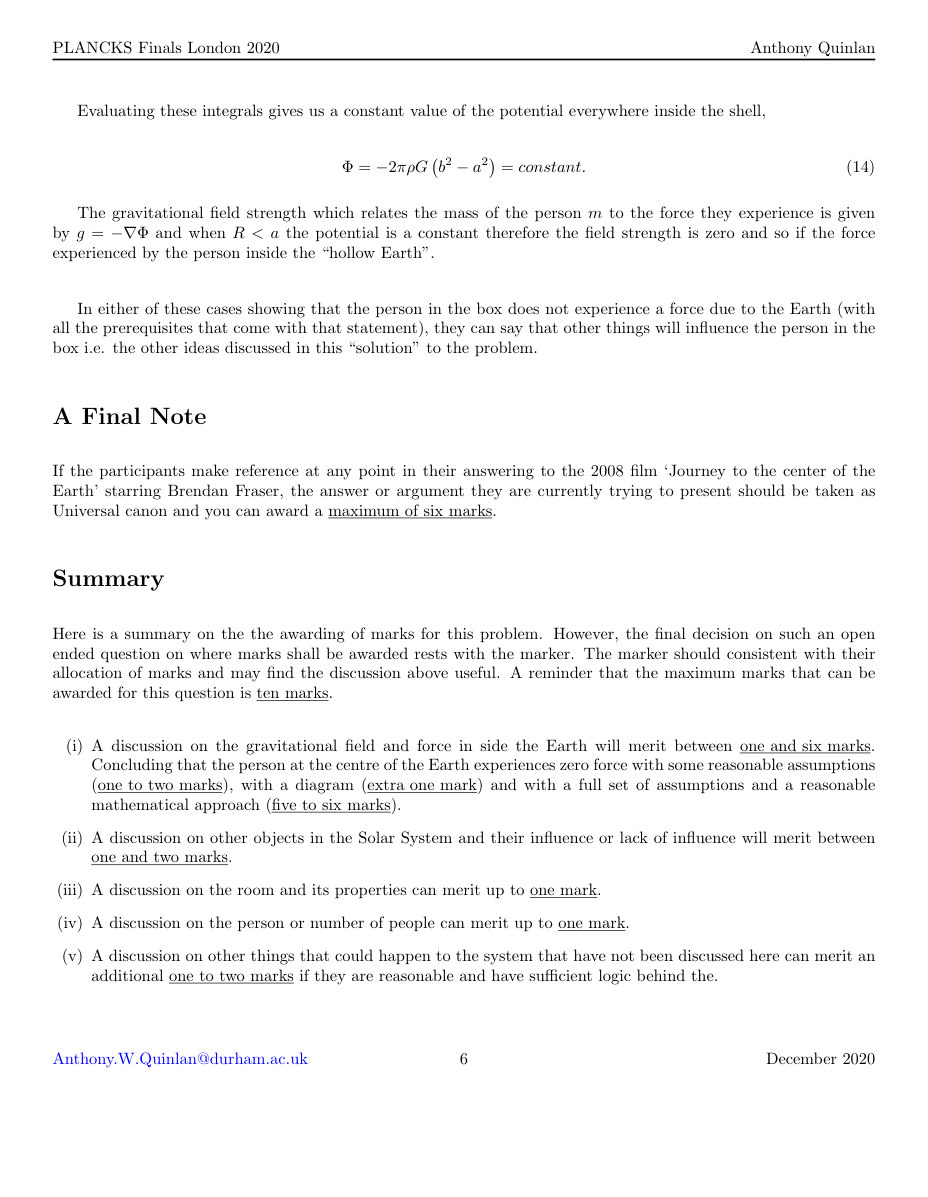 PLANCKS Finals London 2020 Anthony Quinlan
Evaluating these integrals gives us a constant value of the potential everywhere inside the shell,
Φ = −2πρG (b² − a²) = constant. (14)
The gravitational field strength which relates the mass of the person m to the force they experience is given
by g = −∇Φ and when R < a the potential is a constant therefore the field strength is zero and so if the force
experienced by the person inside the “hollow Earth”.
In either of these cases showing that the person in the box does not experience a force due to the Earth (with
all the prerequisites that come with that statement), they can say that other things will influence the person in the
box i.e. the other ideas discussed in this “solution” to the problem.
A Final Note
If the participants make reference at any point in their answering to the 2008 film ‘Journey to the center of the
Earth’ starring Brendan Fraser, the answer or argument they are currently trying to present should be taken as
Universal canon and you can award a maximum of six marks.
Summary
Here is a summary on the the awarding of marks for this problem. However, the final decision on such an open
ended question on where marks shall be awarded rests with the marker. The marker should consistent with their
allocation of marks and may find the discussion above useful. A reminder that the maximum marks that can be
awarded for this question is ten marks.
(i) A discussion on the gravitational field and force in side the Earth will merit between one and six marks.
Concluding that the person at the centre of the Earth experiences zero force with some reasonable assumptions
(one to two marks), with a diagram (extra one mark) and with a full set of assumptions and a reasonable
mathematical approach (five to six marks).
(ii) A discussion on other objects in the Solar System and their influence or lack of influence will merit between
one and two marks.
(iii) A discussion on the room and its properties can merit up to one mark.
(iv) A discussion on the person or number of people can merit up to one mark.
(v) A discussion on other things that could happen to the system that have not been discussed here can merit an
additional one to two marks if they are reasonable and have sufficient logic behind the.
Anthony.W.Quinlan@durham.ac.uk 6 December 2020